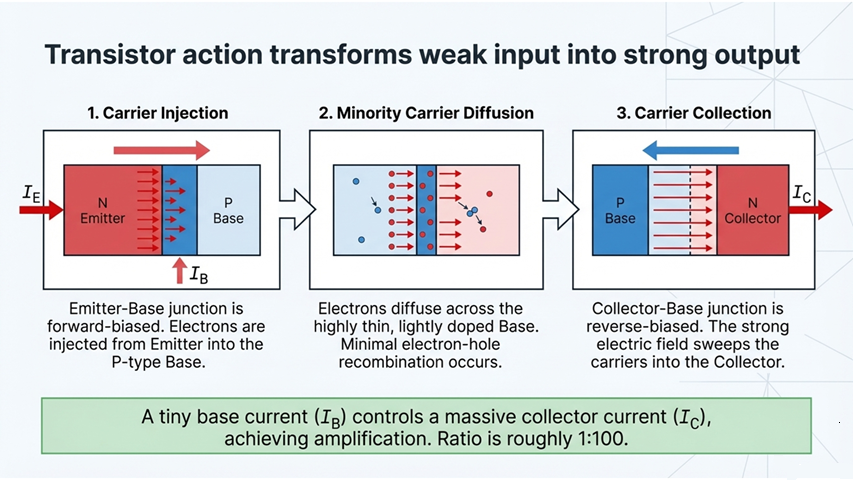 Transistor action transforms weak input into strong output
1. Carrier Injection
I_E
N
Emitter
P
Base
I_B
Emitter-Base junction is
forward-biased. Electrons are
injected from Emitter into the
P-type Base.
2. Minority Carrier Diffusion
Electrons diffuse across the
highly thin, lightly doped Base.
Minimal electron-hole
recombination occurs.
3. Carrier Collection
P
Base
N
Collector
I_C
Collector-Base junction is
reverse-biased. The strong
electric field sweeps the
carriers into the Collector.
A tiny base current (I_B) controls a massive collector current (I_C),
achieving amplification. Ratio is roughly 1:100.